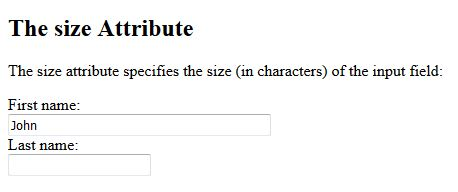 The size Attribute
The size attribute specifies the size (in characters) of the input field:
First name:
John
Last name: